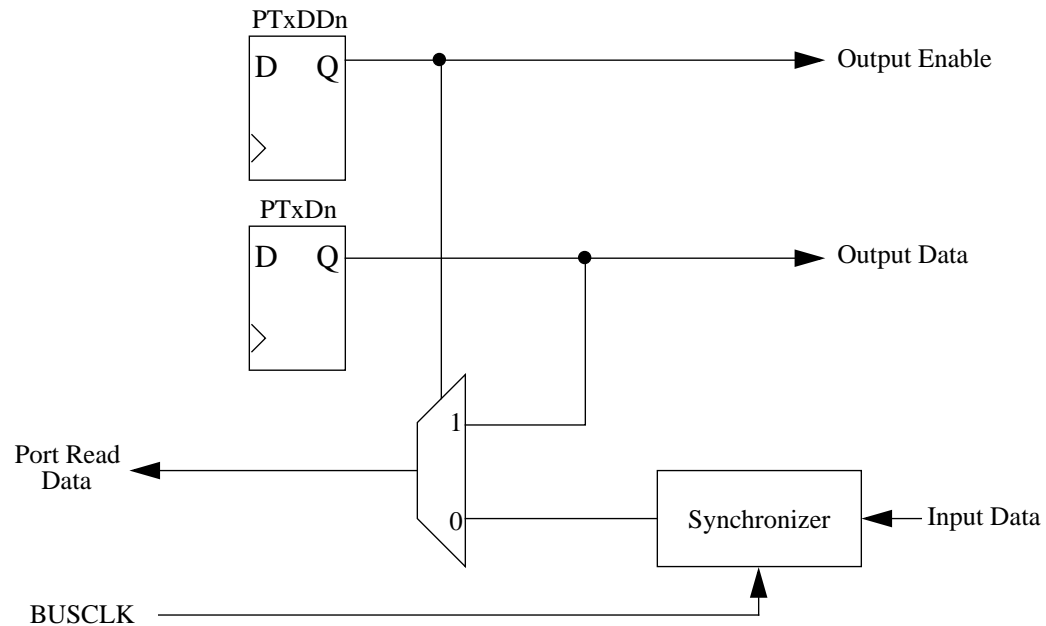 PTxDDn
D Q
Output Enable
PTxDn
D Q
Output Data
1
Port Read
Data
0
Synchronizer
Input Data
BUSCLK